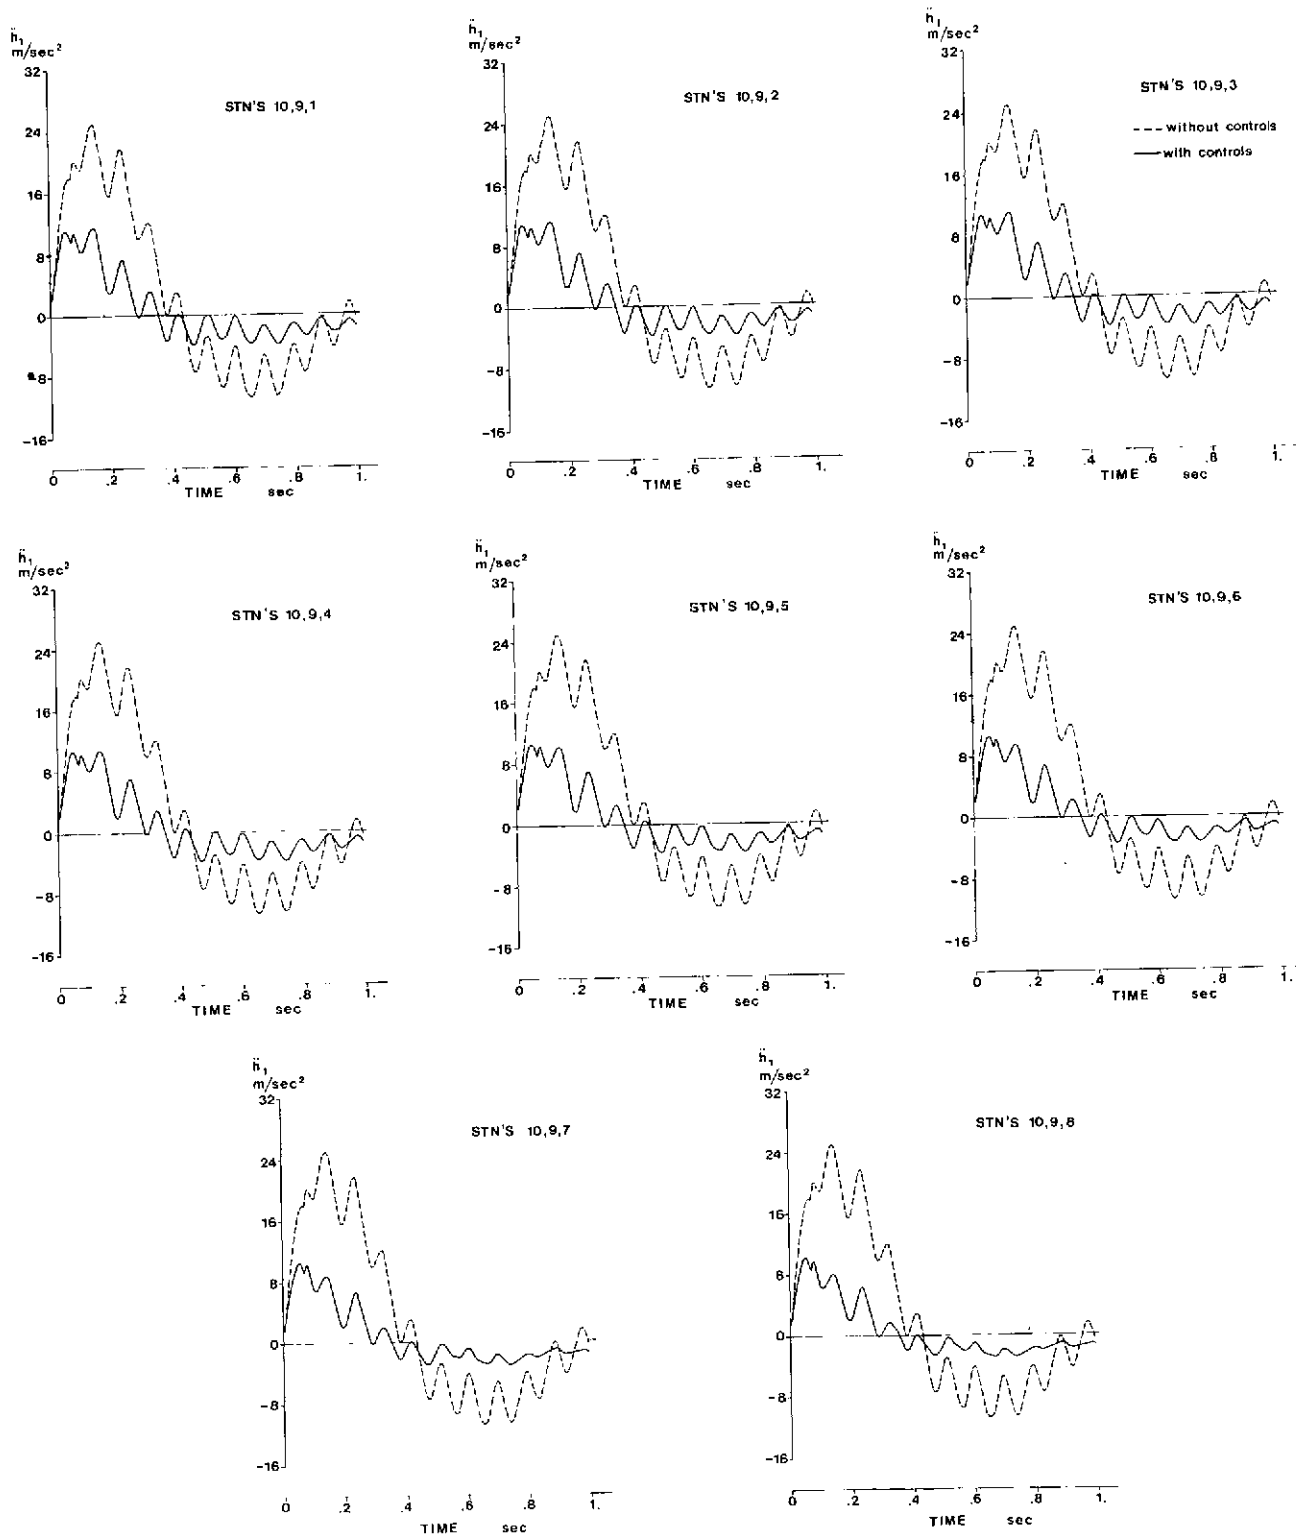 ḧ₁
m/sec²
32
24
16
8
0
-8
-16
STN'S 10,9,1
0 .2 .4 .6 .8 1.
TIME sec
ḧ₁
m/sec²
32
24
16
8
0
-8
-16
STN'S 10,9,2
0 .2 .4 .6 .8 1.
TIME sec
ḧ₁
m/sec²
32
24
16
8
0
-8
-16
STN'S 10,9,3
without controls
with controls
0 .2 .4 .6 .8 1.
TIME sec
ḧ₁
m/sec²
32
24
16
8
0
-8
-16
STN'S 10,9,4
0 .2 .4 .6 .8 1.
TIME sec
ḧ₁
m/sec²
32
24
16
8
0
-8
-16
STN'S 10,9,5
0 .2 .4 .6 .8 1.
TIME sec
ḧ₁
m/sec²
32
24
16
8
0
-8
-16
STN'S 10,9,6
0 .2 .4 .6 .8 1.
TIME sec
ḧ₁
m/sec²
32
24
16
8
0
-8
-16
STN'S 10,9,7
0 .2 .4 .6 .8 1.
TIME sec
ḧ₁
m/sec²
32
24
16
8
0
-8
-16
STN'S 10,9,8
0 .2 .4 .6 .8 1.
TIME sec